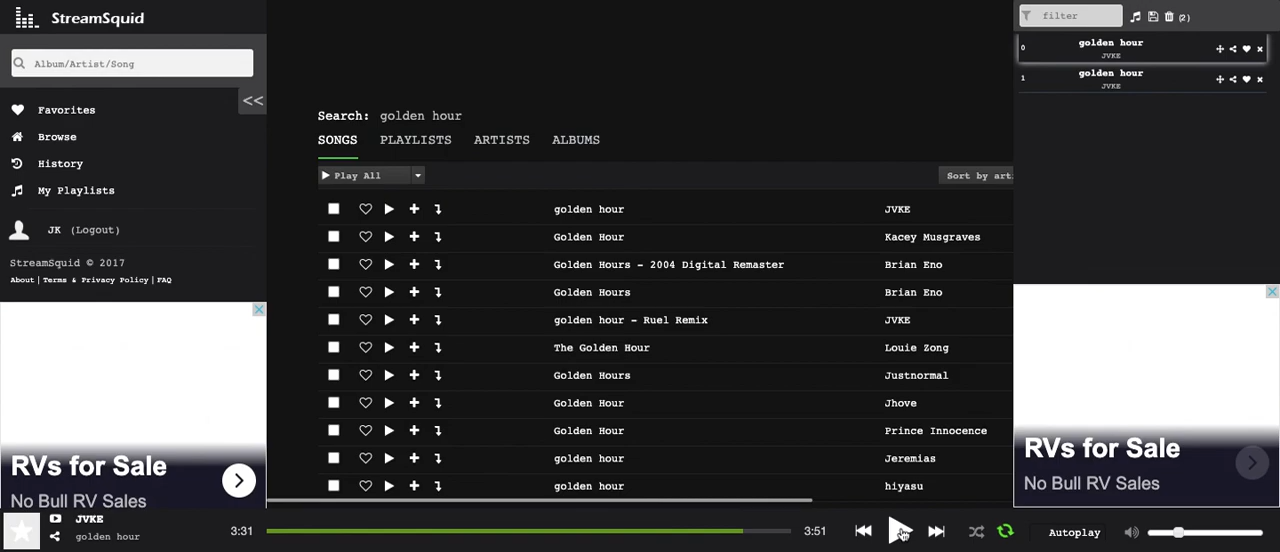 StreamSquid
Album/Artist/Song
<<
Favorites
Browse
History
My Playlists
JK (Logout)
StreamSquid © 2017
About | Terms & Privacy Policy | FAQ
RVs for Sale
No Bull RV Sales
Search: golden hour
SONGS PLAYLISTS ARTISTS ALBUMS
Play All
Sort by arti
golden hour JVKE
Golden Hour Kacey Musgraves
Golden Hours - 2004 Digital Remaster Brian Eno
Golden Hours Brian Eno
golden hour - Ruel Remix JVKE
The Golden Hour Louie Zong
Golden Hours Justnormal
Golden Hour Jhove
Golden Hour Prince Innocence
golden hour Jeremias
golden hour hiyasu
filter
(2)
0 golden hour
JVKE
1 golden hour
JVKE
RVs for Sale
No Bull RV Sales
JVKE
golden hour
3:31 3:51
Autoplay